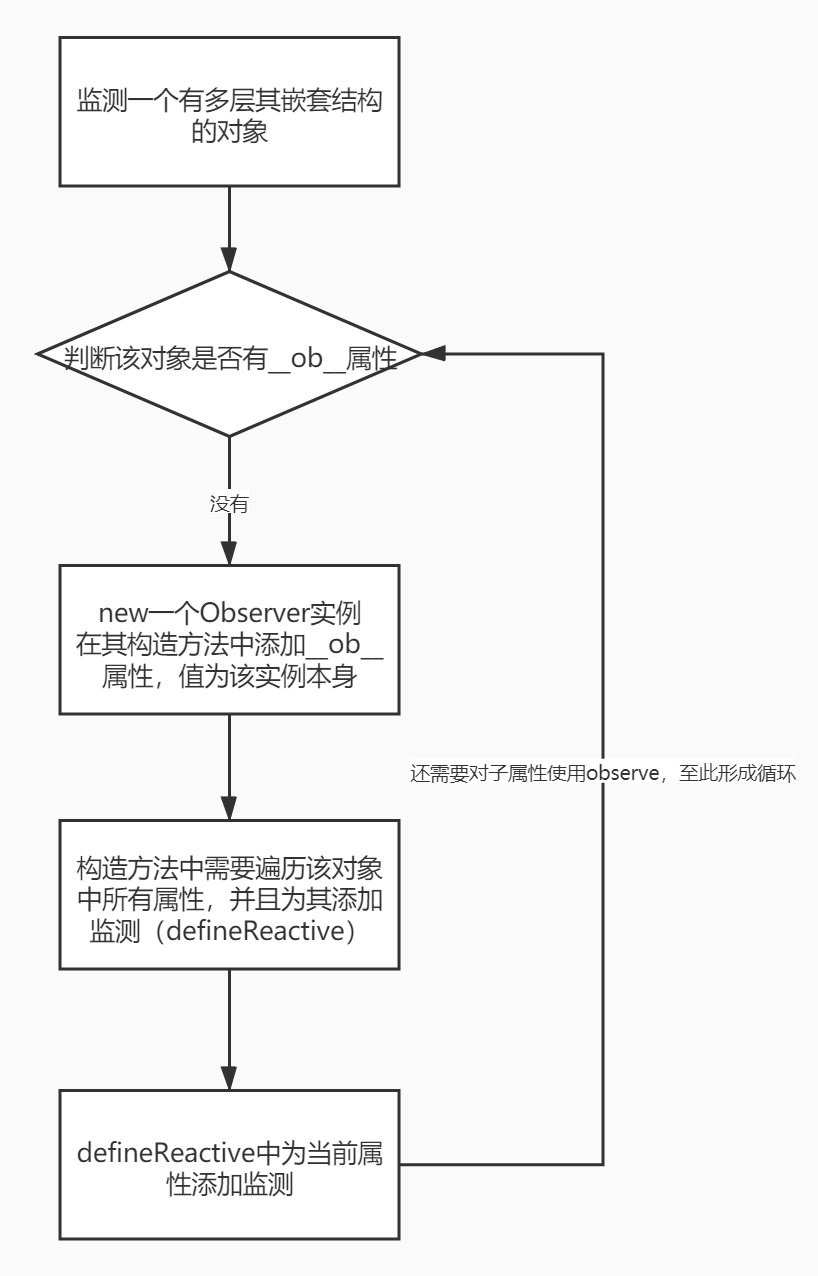 监测一个有多层其嵌套结构
的对象
判断该对象是否有__ob__属性
没有
new一个Observer实例
在其构造方法中添加__ob__
属性，值为该实例本身
还需要对子属性使用observe，至此形成循环
构造方法中需要遍历该对象
中所有属性，并且为其添加
监测（defineReactive）
defineReactive中为当前属
性添加监测